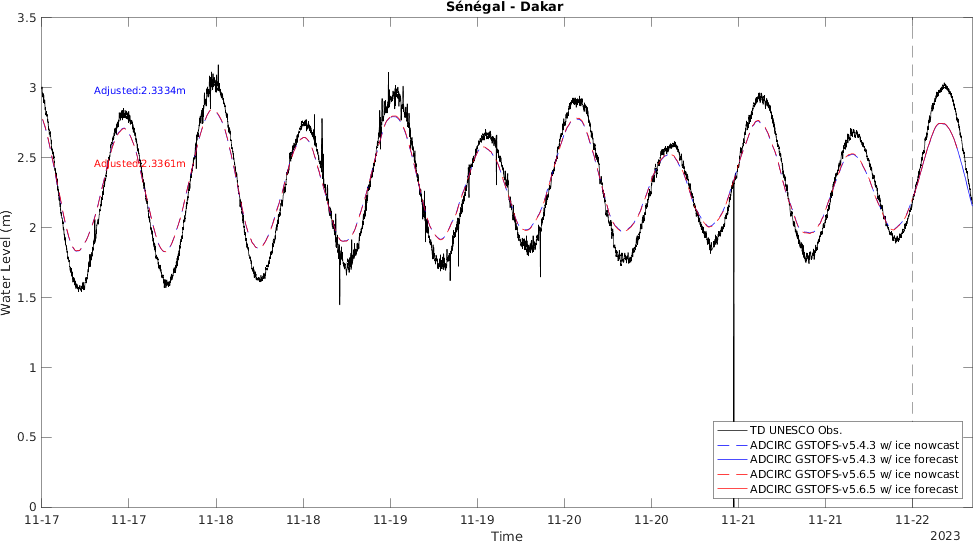 Sénégal - Dakar
3.5
3
2.5
2
1.5
1
0.5
0
Water Level (m)
Adjusted:2.3334m
Adjusted:2.3361m
TD UNESCO Obs.
ADCIRC GSTOFS-v5.4.3 w/ ice nowcast
ADCIRC GSTOFS-v5.4.3 w/ ice forecast
ADCIRC GSTOFS-v5.6.5 w/ ice nowcast
ADCIRC GSTOFS-v5.6.5 w/ ice forecast
11-17 11-17 11-18 11-18 11-19 11-19 11-20 11-20 11-21 11-21 11-22
Time
2023